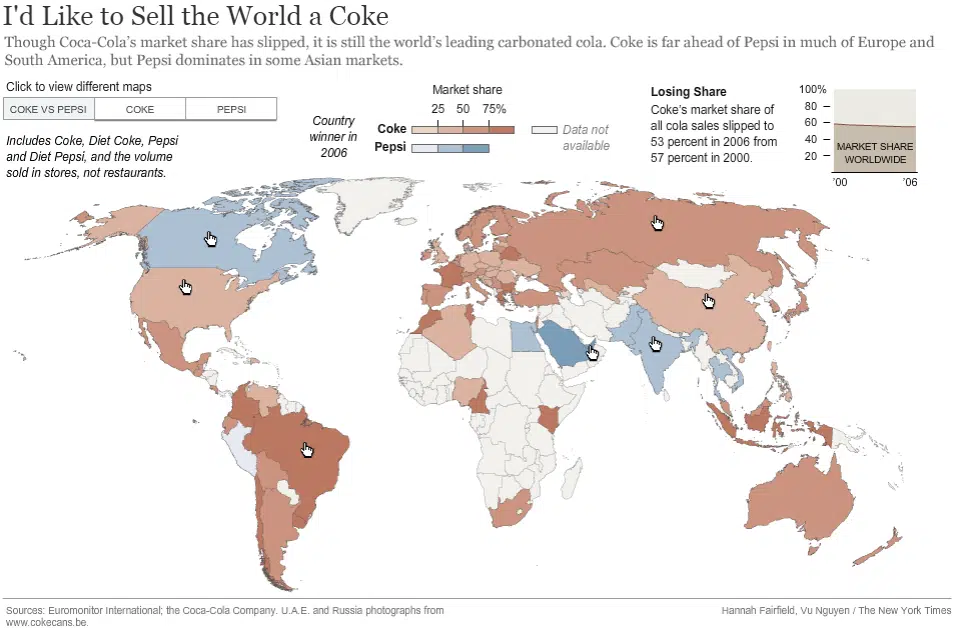 I'd Like to Sell the World a Coke
Though Coca-Cola's market share has slipped, it is still the world's leading carbonated cola. Coke is far ahead of Pepsi in much of Europe and
South America, but Pepsi dominates in some Asian markets.
Click to view different maps
COKE VS PEPSI COKE PEPSI
Includes Coke, Diet Coke, Pepsi
and Diet Pepsi, and the volume
sold in stores, not restaurants.
Country
winner in
2006
Market share
25 50 75%
Coke
Pepsi
Data not
available
Losing Share
Coke's market share of
all cola sales slipped to
53 percent in 2006 from
57 percent in 2000.
100%
80
60
40
20
MARKET SHARE
WORLDWIDE
'00 '06
Sources: Euromonitor International; the Coca-Cola Company. U.A.E. and Russia photographs from
www.cokecans.be.
Hannah Fairfield, Vu Nguyen / The New York Times